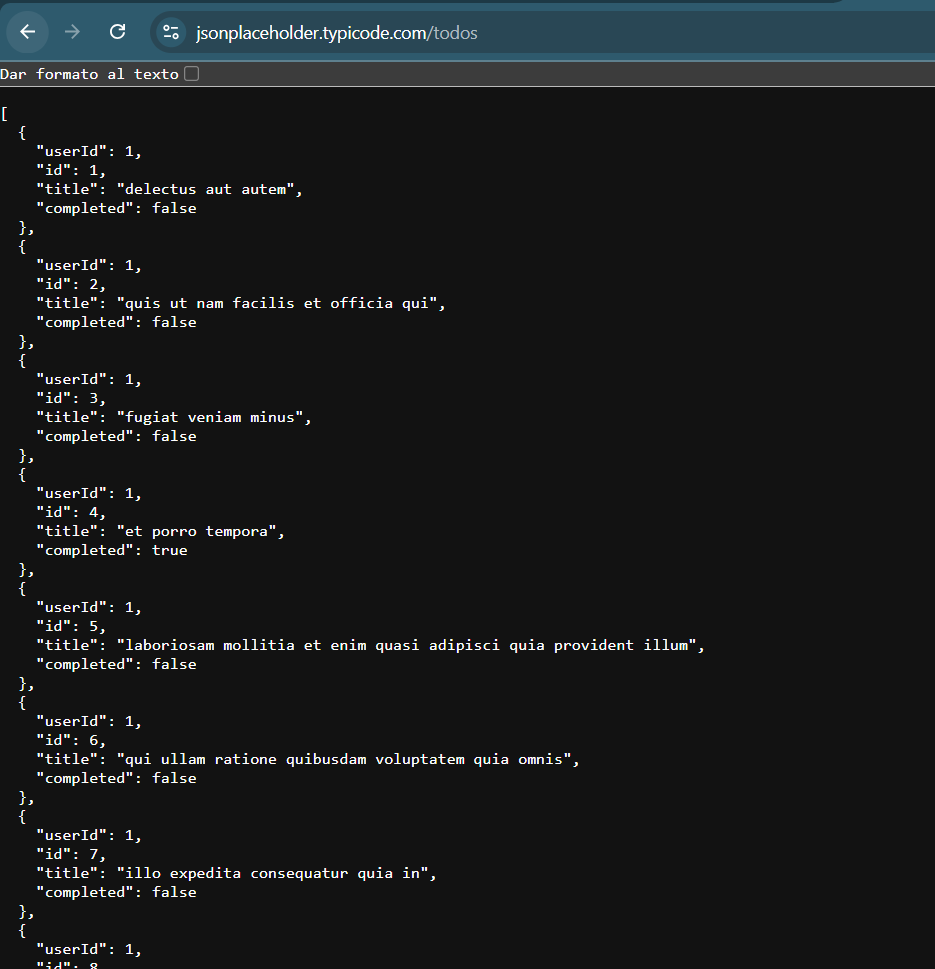 jsonplaceholder.typicode.com/todos
Dar formato al texto
[
  {
    "userId": 1,
    "id": 1,
    "title": "delectus aut autem",
    "completed": false
  },
  {
    "userId": 1,
    "id": 2,
    "title": "quis ut nam facilis et officia qui",
    "completed": false
  },
  {
    "userId": 1,
    "id": 3,
    "title": "fugiat veniam minus",
    "completed": false
  },
  {
    "userId": 1,
    "id": 4,
    "title": "et porro tempora",
    "completed": true
  },
  {
    "userId": 1,
    "id": 5,
    "title": "laboriosam mollitia et enim quasi adipisci quia provident illum",
    "completed": false
  },
  {
    "userId": 1,
    "id": 6,
    "title": "qui ullam ratione quibusdam voluptatem quia omnis",
    "completed": false
  },
  {
    "userId": 1,
    "id": 7,
    "title": "illo expedita consequatur quia in",
    "completed": false
  },
  {
    "userId": 1,
    "id": 8